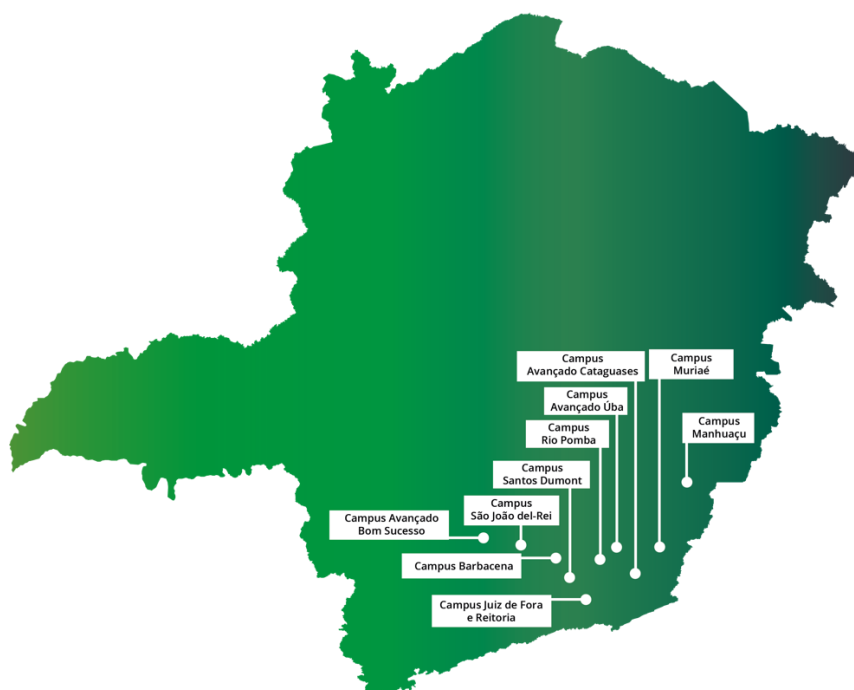 Campus
Avançado Cataguases
Campus
Muriaé
Campus
Avançado Úba
Campus
Rio Pomba
Campus
Manhuaçu
Campus
Santos Dumont
Campus
São João del-Rei
Campus Avançado
Bom Sucesso
Campus Barbacena
Campus Juiz de Fora
e Reitoria